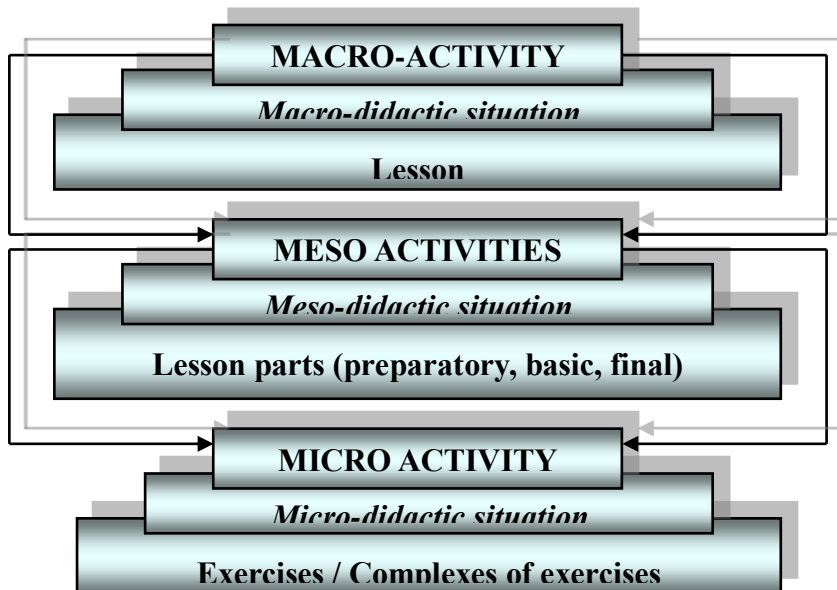 MACRO-ACTIVITY
Macro-didactic situation
Lesson
MESO ACTIVITIES
Meso-didactic situation
Lesson parts (preparatory, basic, final)
MICRO ACTIVITY
Micro-didactic situation
Exercises / Complexes of exercises